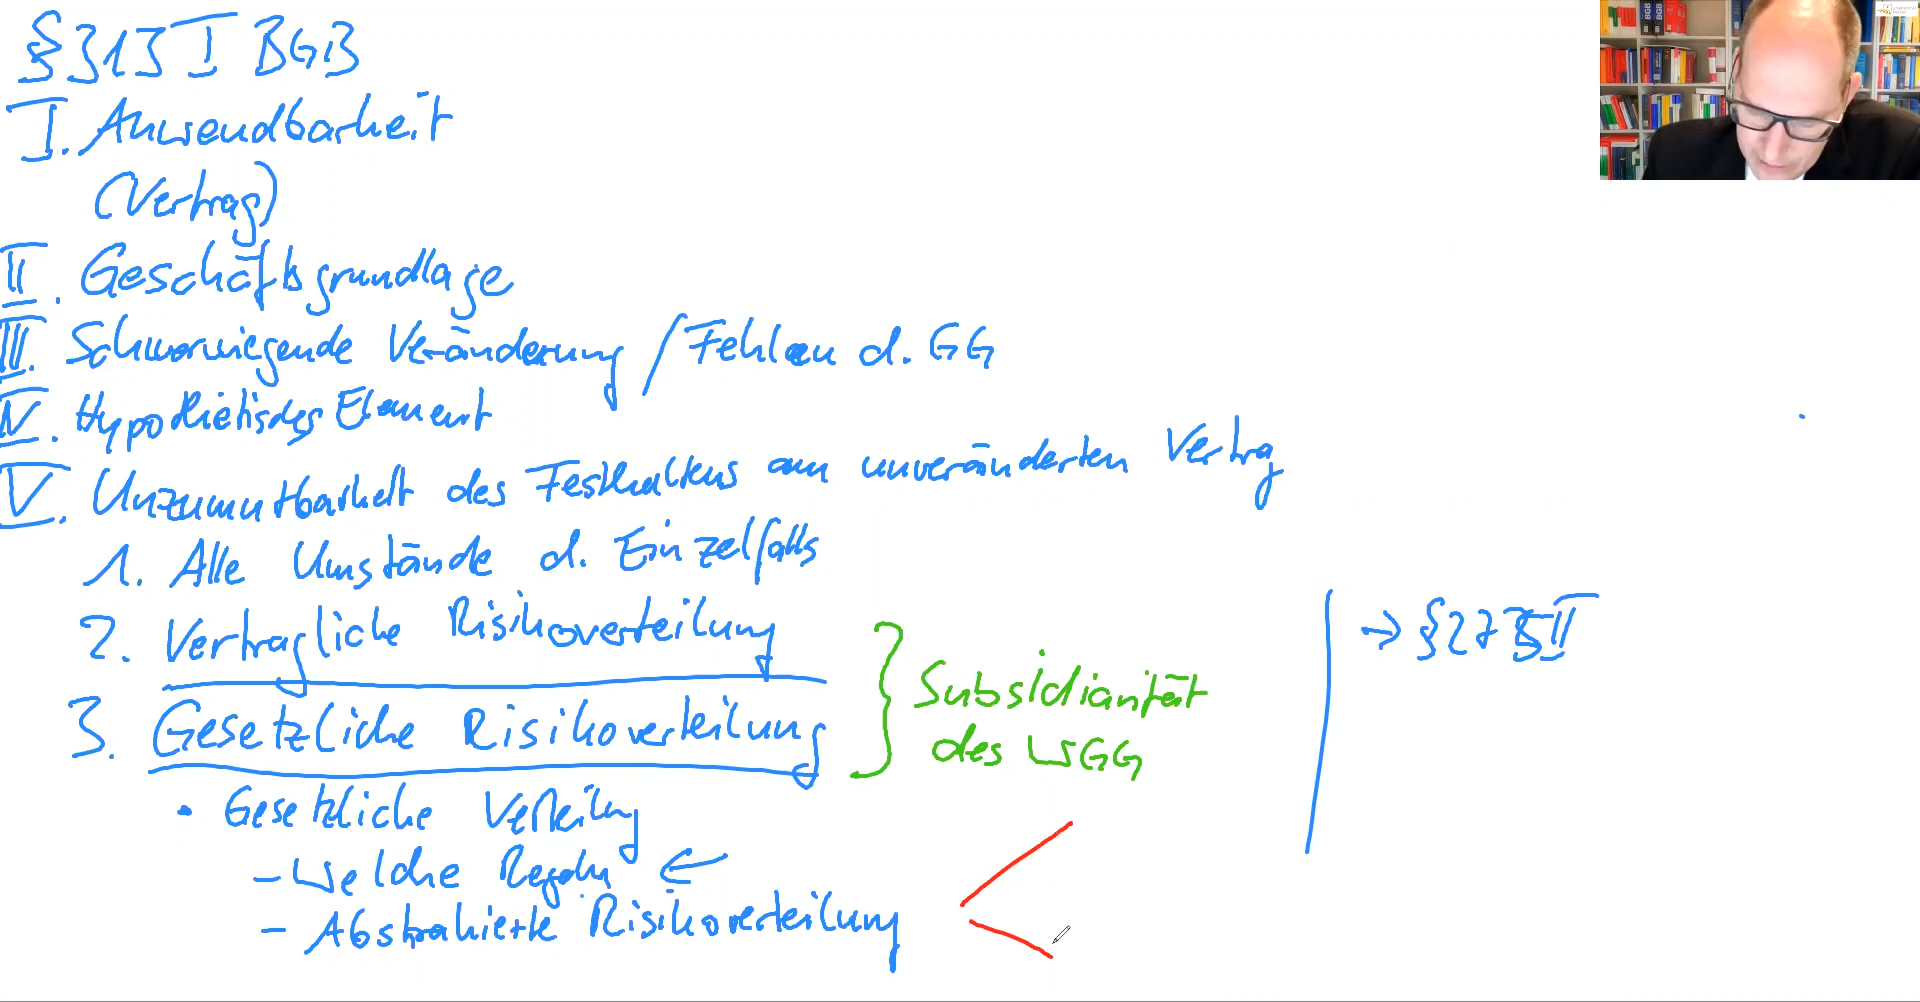 § 313 I BGB
I. Anwendbarkeit
(Vertrag)
II. Geschäftsgrundlage
III. Schwerwiegende Veränderung / Fehlen d. GG
IV. Hypothetisches Element
V. Unzumutbarkeit des Festhaltens am unveränderten Vertrag
1. Alle Umstände d. Einzelfalls
2. Vertragliche Risikoverteilung
→ § 275 II
3. Gesetzliche Risikoverteilung
Subsidiarität
des WGG
• Gesetzliche Verteilung
- Welche Regeln ←
- Abstrahierte Risikoverteilung
BGB
BGB